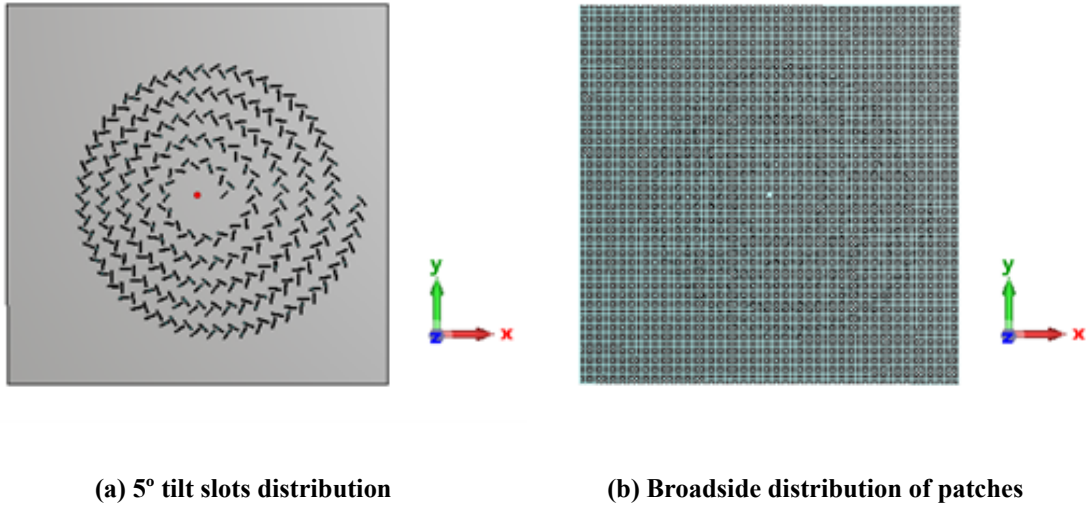 y
z
x
y
z
x
(a) 5º tilt slots distribution
(b) Broadside distribution of patches